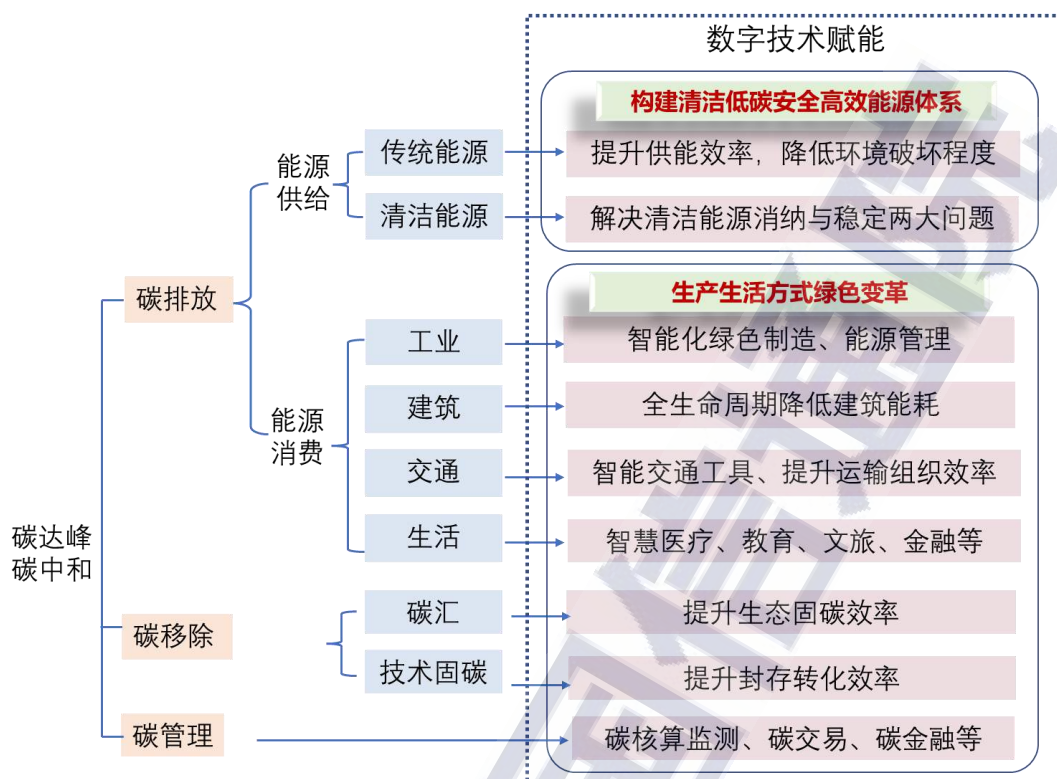 数字技术赋能
构建清洁低碳安全高效能源体系
能源
供给
传统能源
提升供能效率，降低环境破坏程度
清洁能源
解决清洁能源消纳与稳定两大问题
碳排放
生产生活方式绿色变革
能源
消费
工业
智能化绿色制造、能源管理
建筑
全生命周期降低建筑能耗
交通
智能交通工具、提升运输组织效率
生活
智慧医疗、教育、文旅、金融等
碳达峰
碳中和
碳移除
碳汇
提升生态固碳效率
技术固碳
提升封存转化效率
碳管理
碳核算监测、碳交易、碳金融等
国信通院